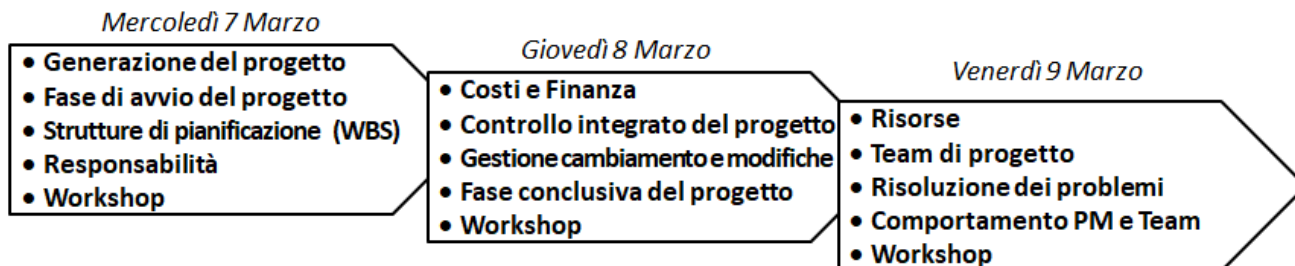 Mercoledì 7 Marzo
• Generazione del progetto
• Fase di avvio del progetto
• Strutture di pianificazione (WBS)
• Responsabilità
• Workshop
Giovedì 8 Marzo
• Costi e Finanza
• Controllo integrato del progetto
• Gestione cambiamento e modifiche
• Fase conclusiva del progetto
• Workshop
Venerdì 9 Marzo
• Risorse
• Team di progetto
• Risoluzione dei problemi
• Comportamento PM e Team
• Workshop